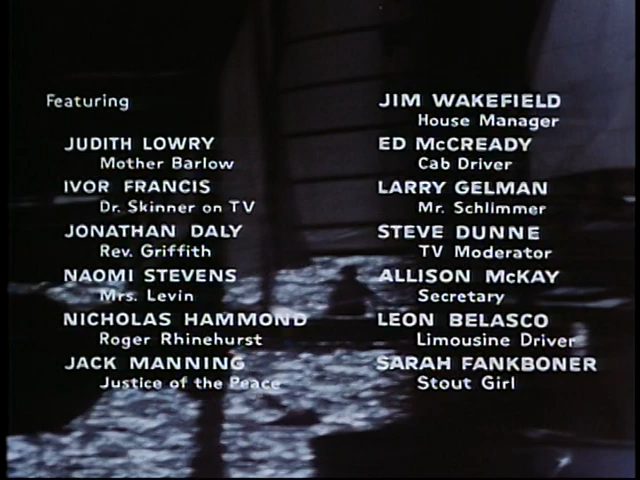 Featuring
JUDITH LOWRY
Mother Barlow
IVOR FRANCIS
Dr. Skinner on TV
JONATHAN DALY
Rev. Griffith
NAOMI STEVENS
Mrs. Levin
NICHOLAS HAMMOND
Roger Rhinehurst
JACK MANNING
Justice of the Peace
JIM WAKEFIELD
House Manager
ED McCREADY
Cab Driver
LARRY GELMAN
Mr. Schlimmer
STEVE DUNNE
TV Moderator
ALLISON McKAY
Secretary
LEON BELASCO
Limousine Driver
SARAH FANKBONER
Stout Girl